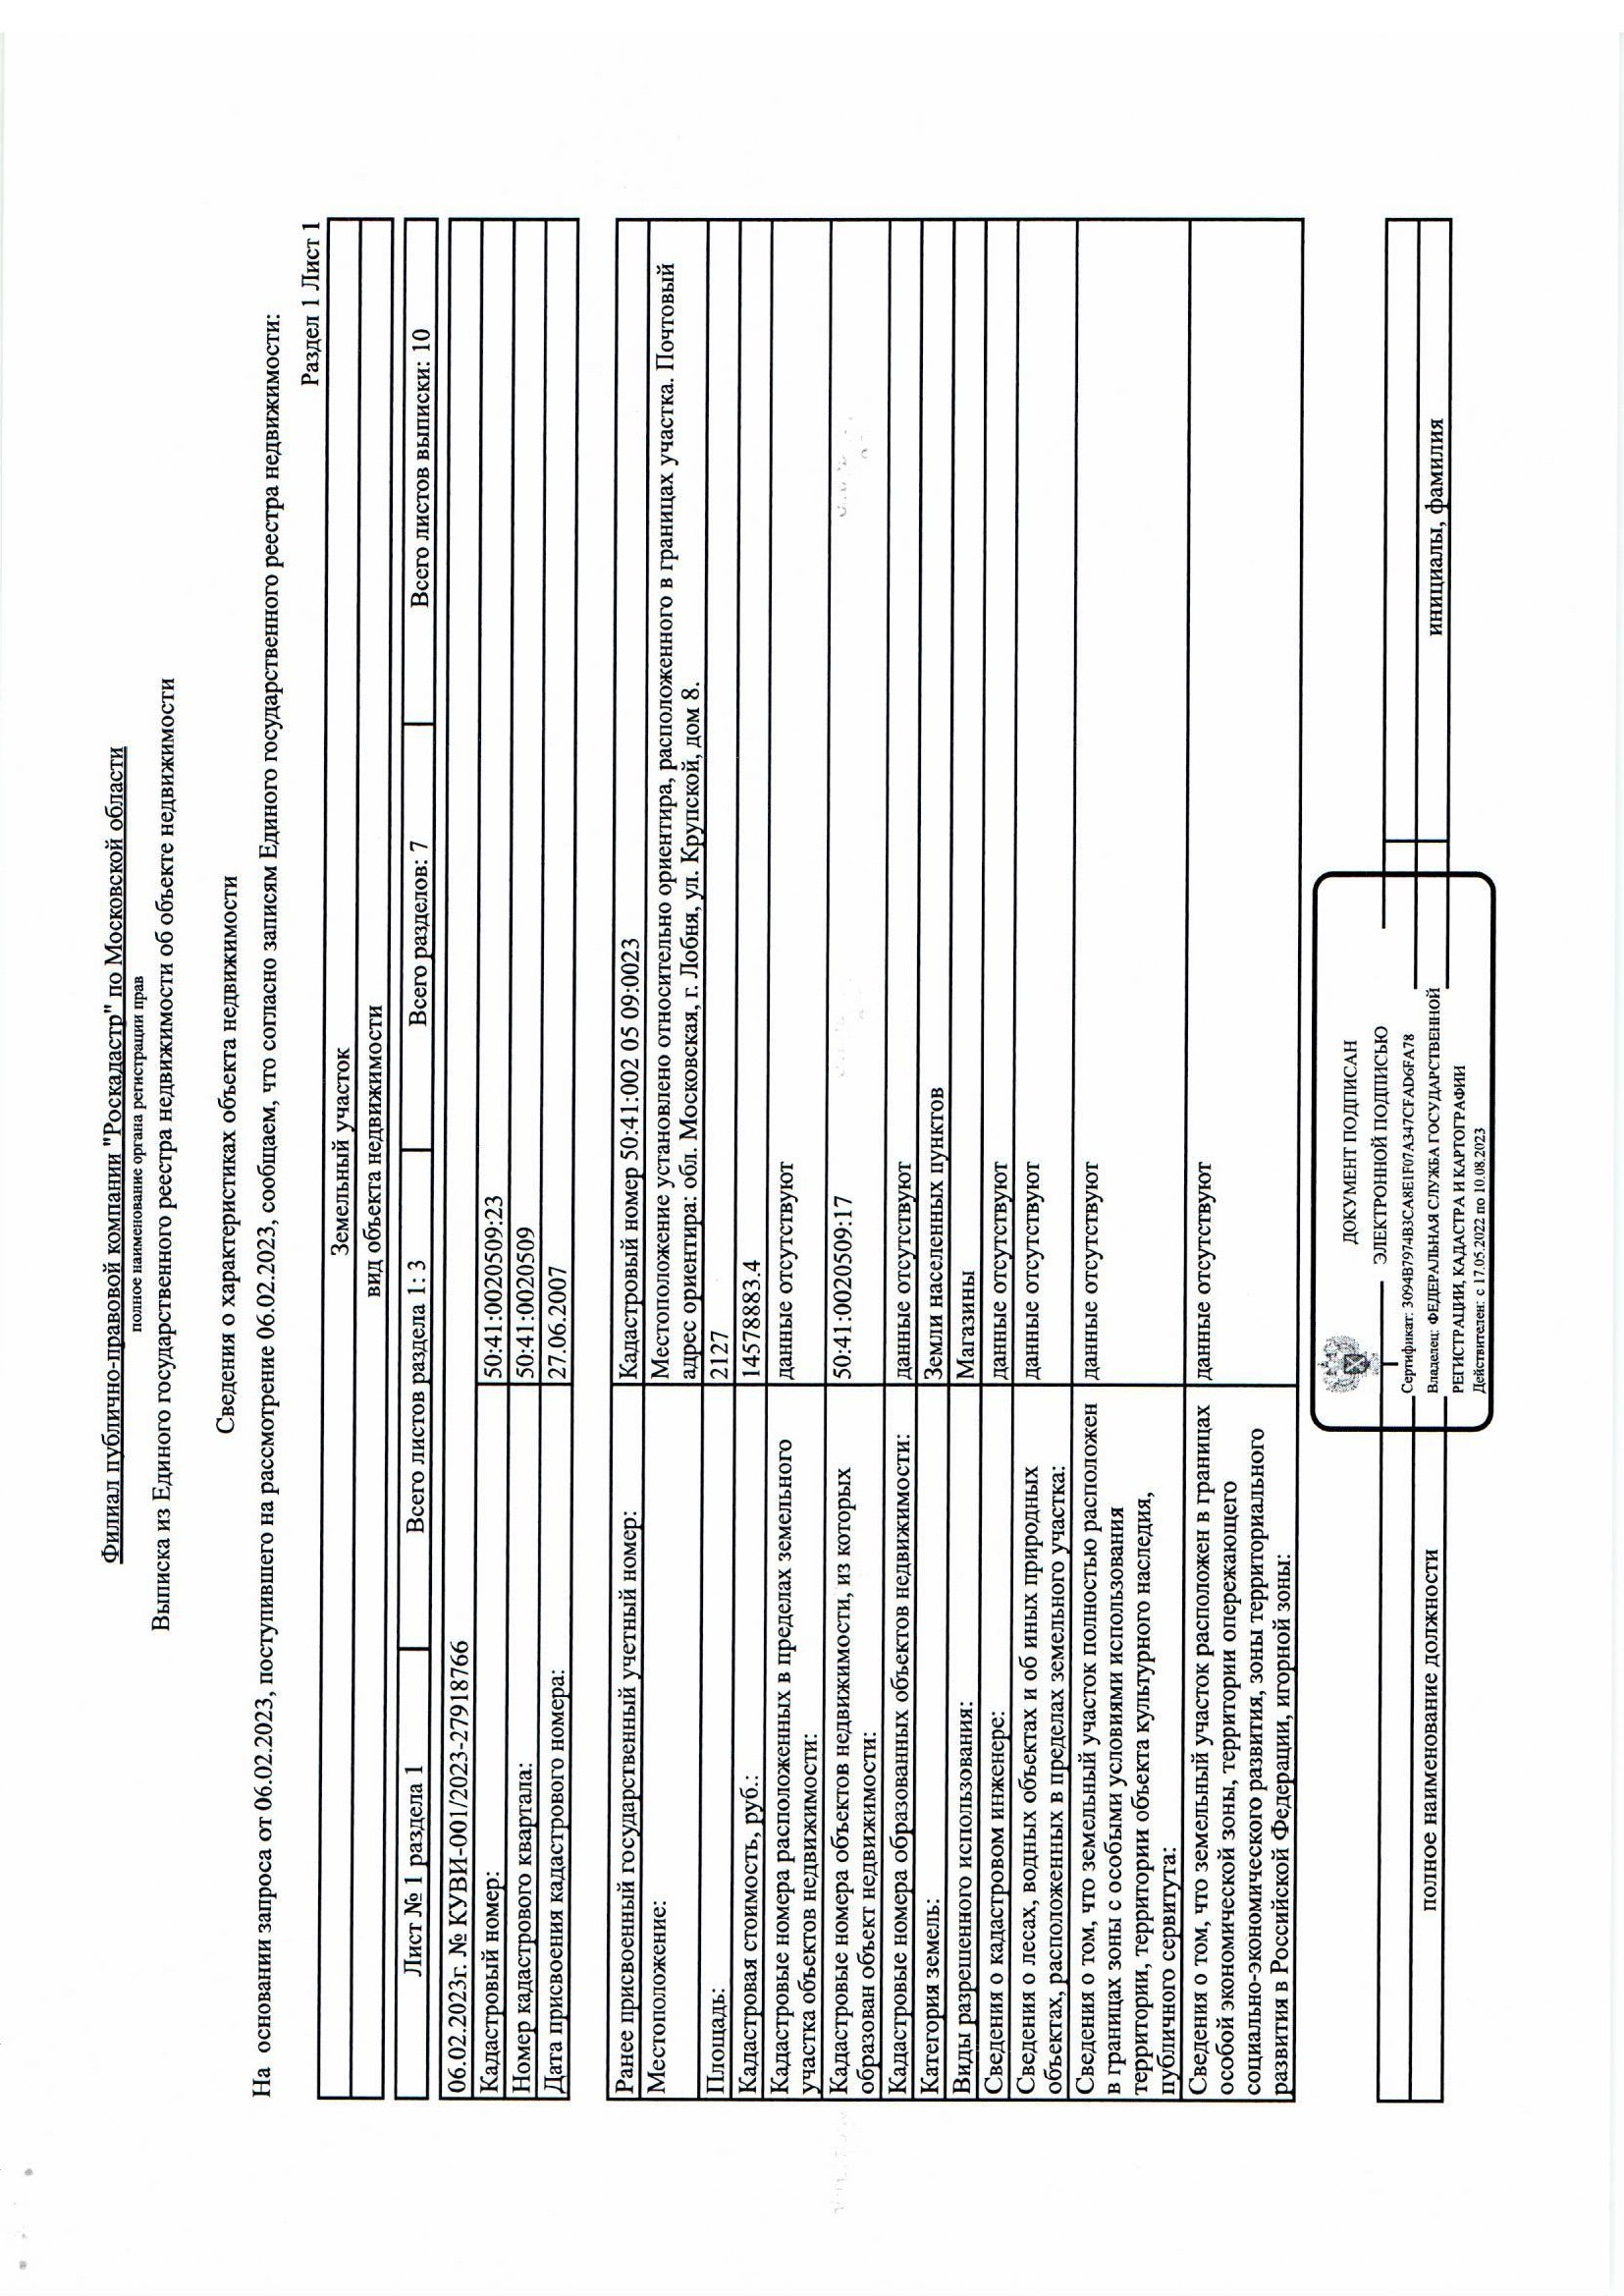 Филиал публично-правовой компании "Роскадастр" по Московской области
полное наименование органа регистрации прав
Выписка из Единого государственного реестра недвижимости об объекте недвижимости
Сведения о характеристиках объекта недвижимости
На основании запроса от 06.02.2023, поступившего на рассмотрение 06.02.2023, сообщаем, что согласно записям Единого государственного реестра недвижимости:
Раздел 1 Лист 1
Земельный участок
вид объекта недвижимости
Лист № 1 раздела 1 Всего листов раздела 1: 3 Всего разделов: 7 Всего листов выписки: 10
06.02.2023г. № КУВИ-001/2023-27918766
Кадастровый номер: 50:41:0020509:23
Номер кадастрового квартала: 50:41:0020509
Дата присвоения кадастрового номера: 27.06.2007
Ранее присвоенный государственный учетный номер: Кадастровый номер 50:41:002 05 09:0023
Местоположение: Местоположение установлено относительно ориентира, расположенного в границах участка. Почтовый
адрес ориентира: обл. Московская, г. Лобня, ул. Крупской, дом 8.
Площадь: 2127
Кадастровая стоимость, руб.: 14578883.4
Кадастровые номера расположенных в пределах земельного данные отсутствуют
участка объектов недвижимости:
Кадастровые номера объектов недвижимости, из которых 50:41:0020509:17
образован объект недвижимости:
Кадастровые номера образованных объектов недвижимости: данные отсутствуют
Категория земель: Земли населенных пунктов
Виды разрешенного использования: Магазины
Сведения о кадастровом инженере: данные отсутствуют
Сведения о лесах, водных объектах и об иных природных данные отсутствуют
объектах, расположенных в пределах земельного участка:
Сведения о том, что земельный участок полностью расположен данные отсутствуют
в границах зоны с особыми условиями использования
территории, территории объекта культурного наследия,
публичного сервитута:
Сведения о том, что земельный участок расположен в границах данные отсутствуют
особой экономической зоны, территории опережающего
социально-экономического развития, зоны территориального
развития в Российской Федерации, игорной зоны:
ДОКУМЕНТ ПОДПИСАН
ЭЛЕКТРОННОЙ ПОДПИСЬЮ
Сертификат: 3094B7974B3CA8E1F07A347CFAD6FA78
Владелец: ФЕДЕРАЛЬНАЯ СЛУЖБА ГОСУДАРСТВЕННОЙ
РЕГИСТРАЦИИ, КАДАСТРА И КАРТОГРАФИИ
Действителен: с 17.05.2022 по 10.08.2023
полное наименование должности инициалы, фамилия